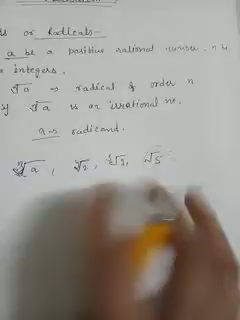 or Radicals—
a be a positive rational number. n is
integers.
ⁿ√a → radical of order n
ⁿ√a is an irrational no.
a → radicand.
ⁿ√a, √2, √3, √5